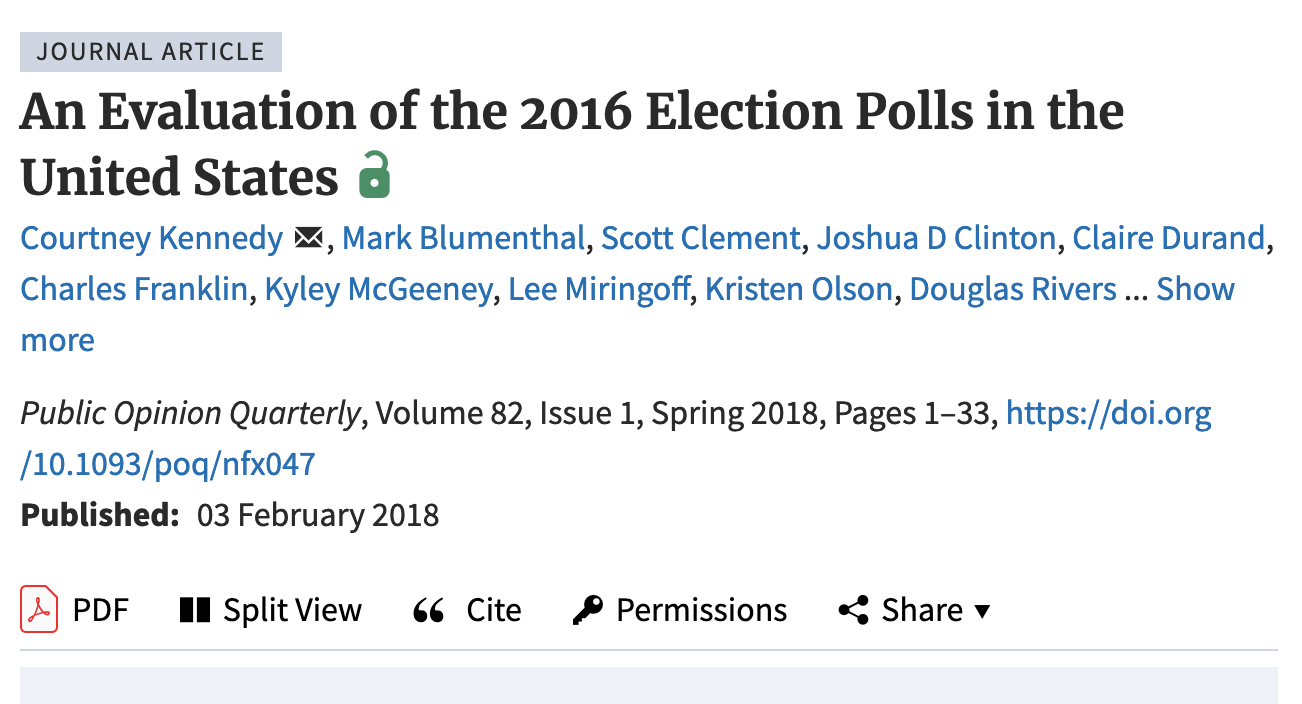 JOURNAL ARTICLE
An Evaluation of the 2016 Election Polls in the
United States
Courtney Kennedy, Mark Blumenthal, Scott Clement, Joshua D Clinton, Claire Durand,
Charles Franklin, Kyley McGeeney, Lee Miringoff, Kristen Olson, Douglas Rivers ... Show
more
Public Opinion Quarterly, Volume 82, Issue 1, Spring 2018, Pages 1–33, https://doi.org
/10.1093/poq/nfx047
Published: 03 February 2018
PDF Split View Cite Permissions Share